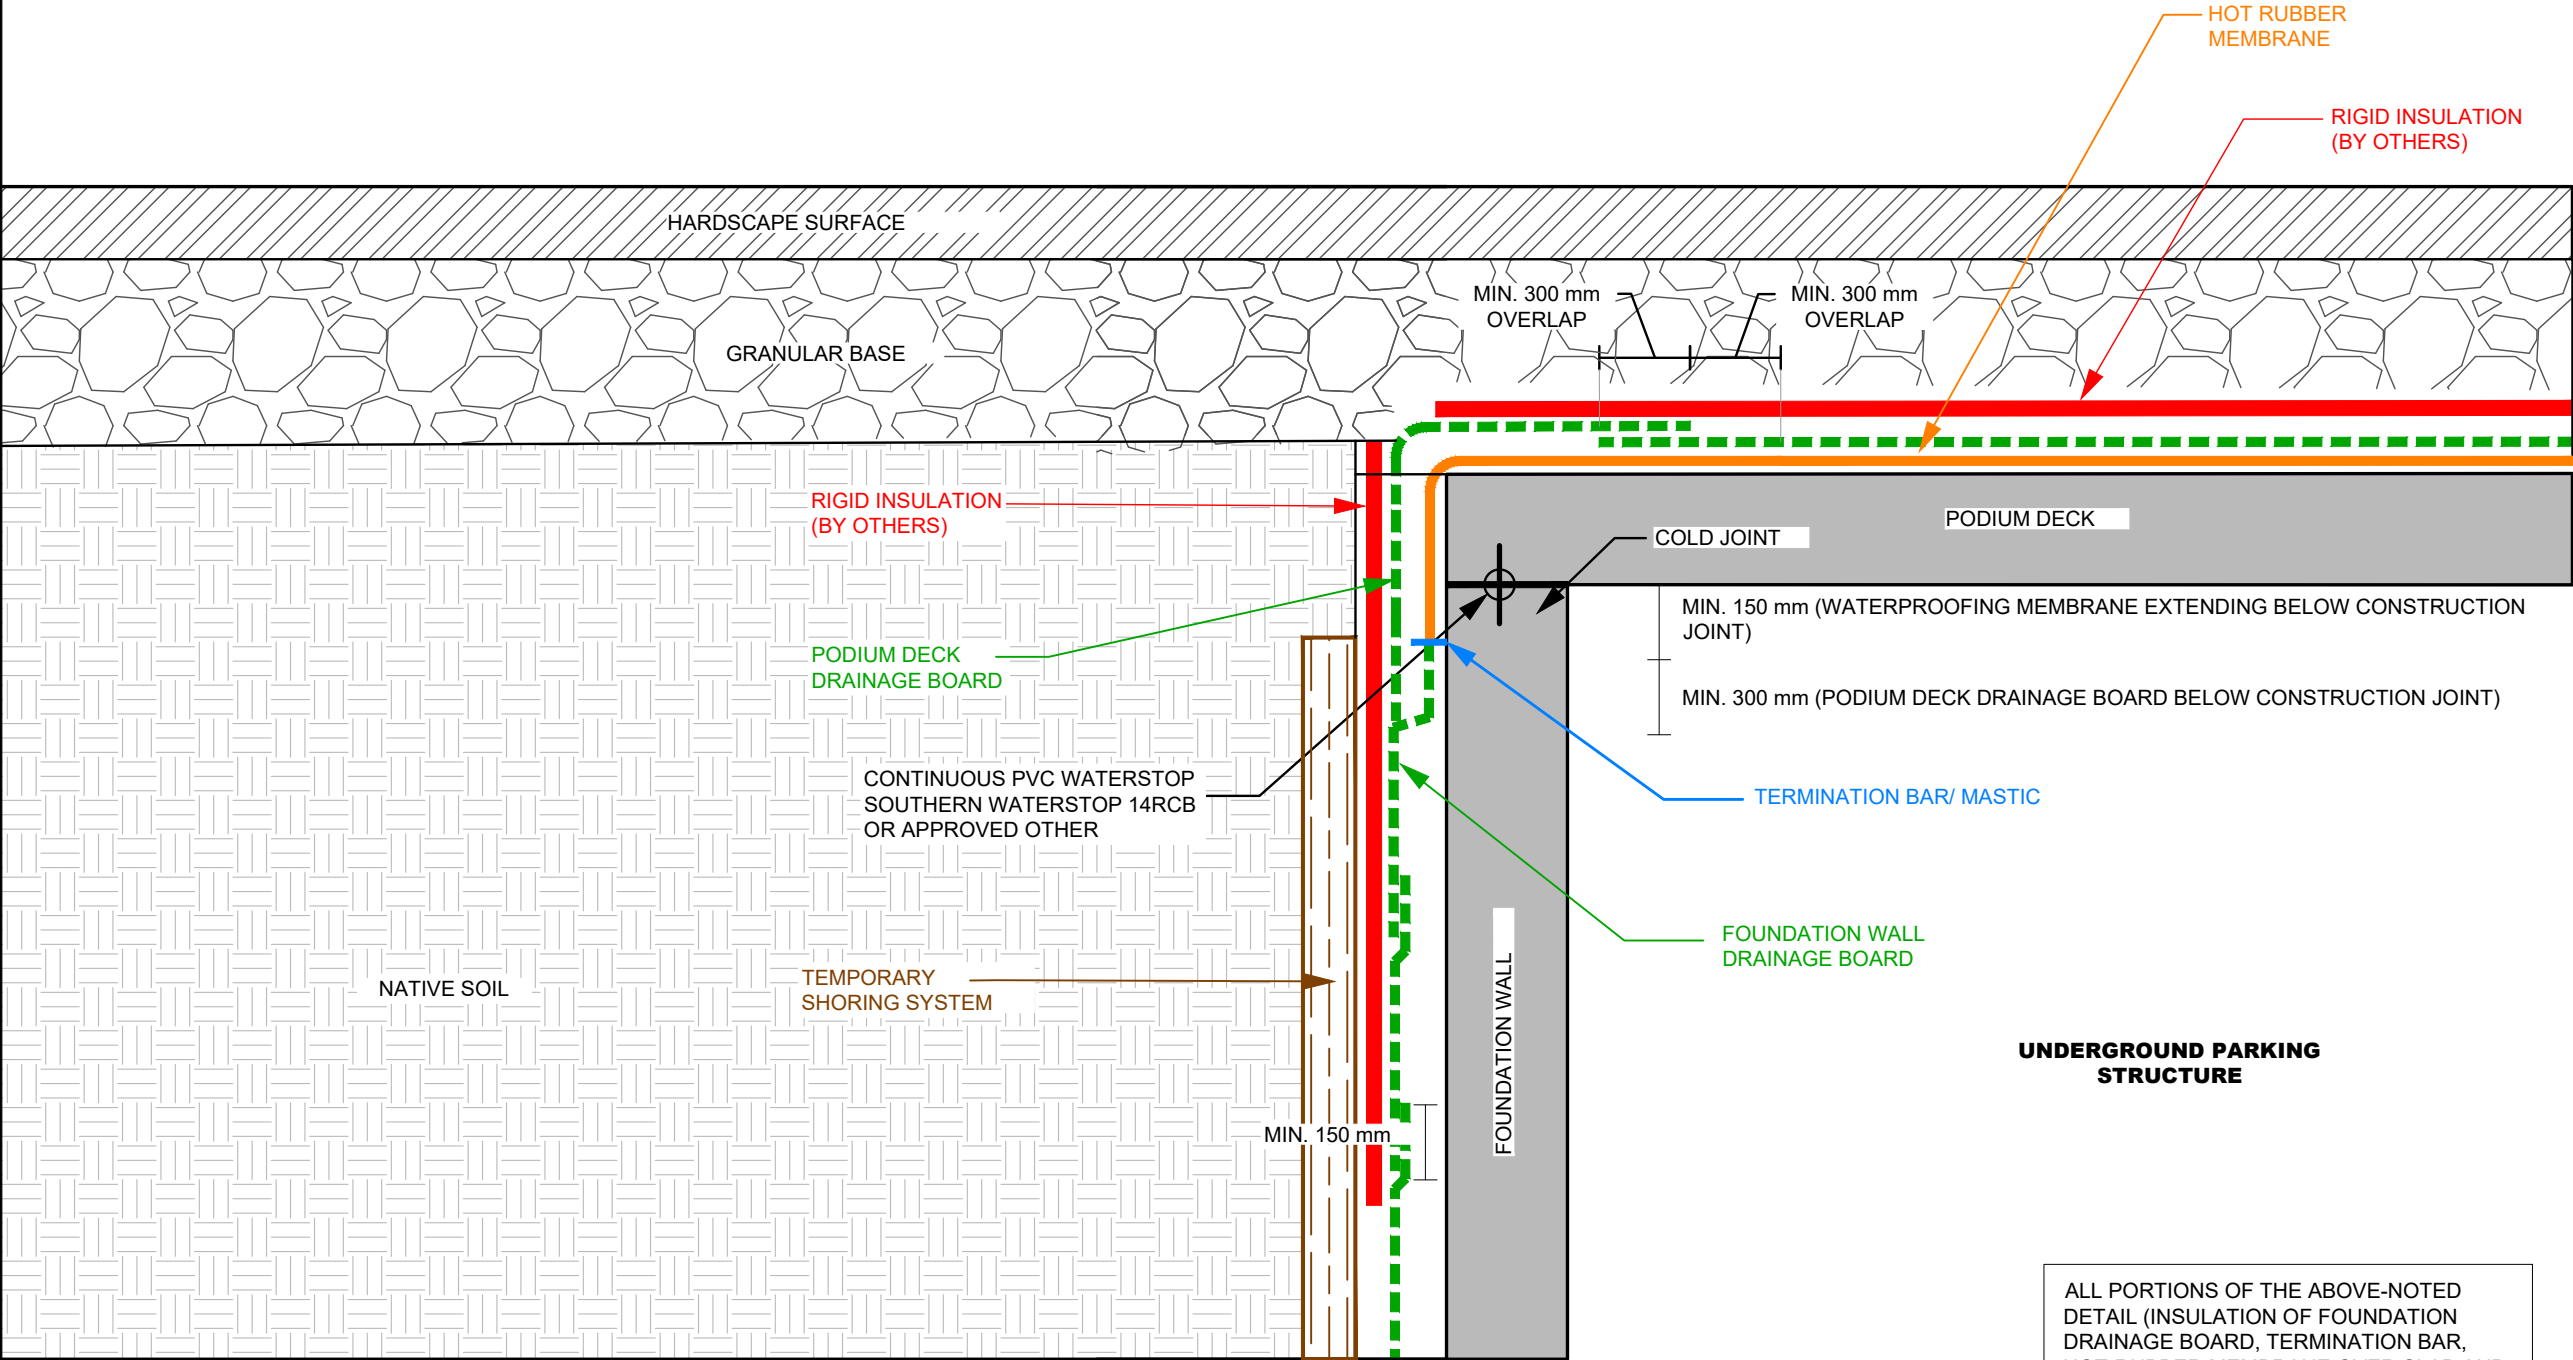 HOT RUBBER
MEMBRANE
RIGID INSULATION
(BY OTHERS)
HARDSCAPE SURFACE
MIN. 300 mm
OVERLAP
MIN. 300 mm
OVERLAP
GRANULAR BASE
RIGID INSULATION
(BY OTHERS)
PODIUM DECK
COLD JOINT
MIN. 150 mm (WATERPROOFING MEMBRANE EXTENDING BELOW CONSTRUCTION
JOINT)
PODIUM DECK
DRAINAGE BOARD
MIN. 300 mm (PODIUM DECK DRAINAGE BOARD BELOW CONSTRUCTION JOINT)
CONTINUOUS PVC WATERSTOP
SOUTHERN WATERSTOP 14RCB
OR APPROVED OTHER
TERMINATION BAR/ MASTIC
FOUNDATION WALL
DRAINAGE BOARD
NATIVE SOIL
TEMPORARY
SHORING SYSTEM
FOUNDATION WALL
UNDERGROUND PARKING
STRUCTURE
MIN. 150 mm
ALL PORTIONS OF THE ABOVE-NOTED
DETAIL (INSULATION OF FOUNDATION
DRAINAGE BOARD, TERMINATION BAR,